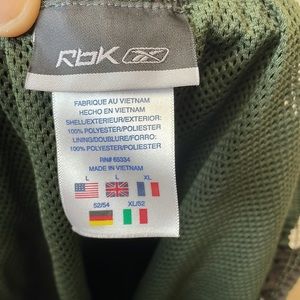 RbK
FABRIQUE AU VIETNAM
HECHO EN VIETNAM
SHELL/EXTERIEUR/EXTERIOR:
100% POLYESTER/POLIESTER
LINING/DOUBLURE/FORRO:
100% POLYESTER/POLIESTER
RN# 65334
MADE IN VIETNAM
L L XL
52/54 XL/52